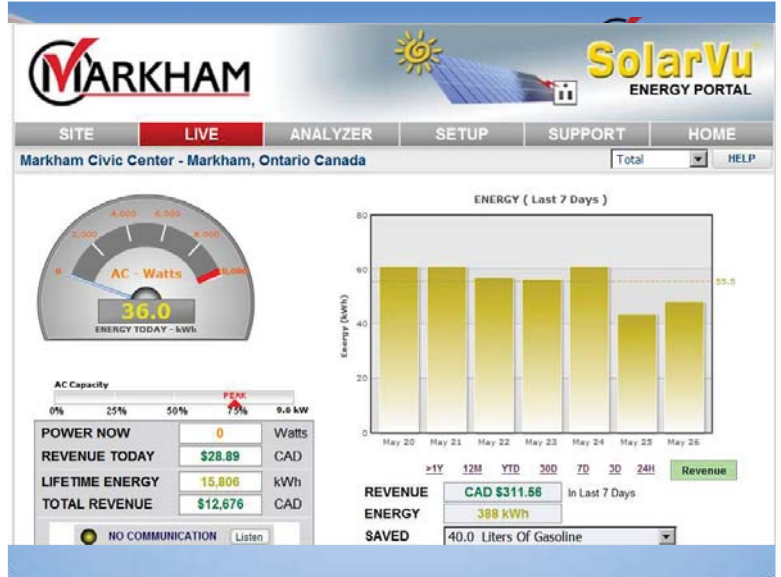 MARKHAM
SolarVu
ENERGY PORTAL
SITE LIVE ANALYZER SETUP SUPPORT HOME
Markham Civic Center - Markham, Ontario Canada Total HELP
0 2,000 4,000 6,000 8,000 10,000
AC - Watts
36.0
ENERGY TODAY - kWh
AC Capacity
PEAK
0% 25% 50% 75% 9.6 kW
POWER NOW 0 Watts
REVENUE TODAY $28.89 CAD
LIFETIME ENERGY 15,806 kWh
TOTAL REVENUE $12,676 CAD
NO COMMUNICATION Listen
ENERGY ( Last 7 Days )
80
60
55.5
40
20
0
Energy (kWh)
May 20 May 21 May 22 May 23 May 24 May 25 May 26
>1Y 12M YTD 30D 7D 3D 24H Revenue
REVENUE CAD $311.56 In Last 7 Days
ENERGY 388 kWh
SAVED 40.0 Liters Of Gasoline